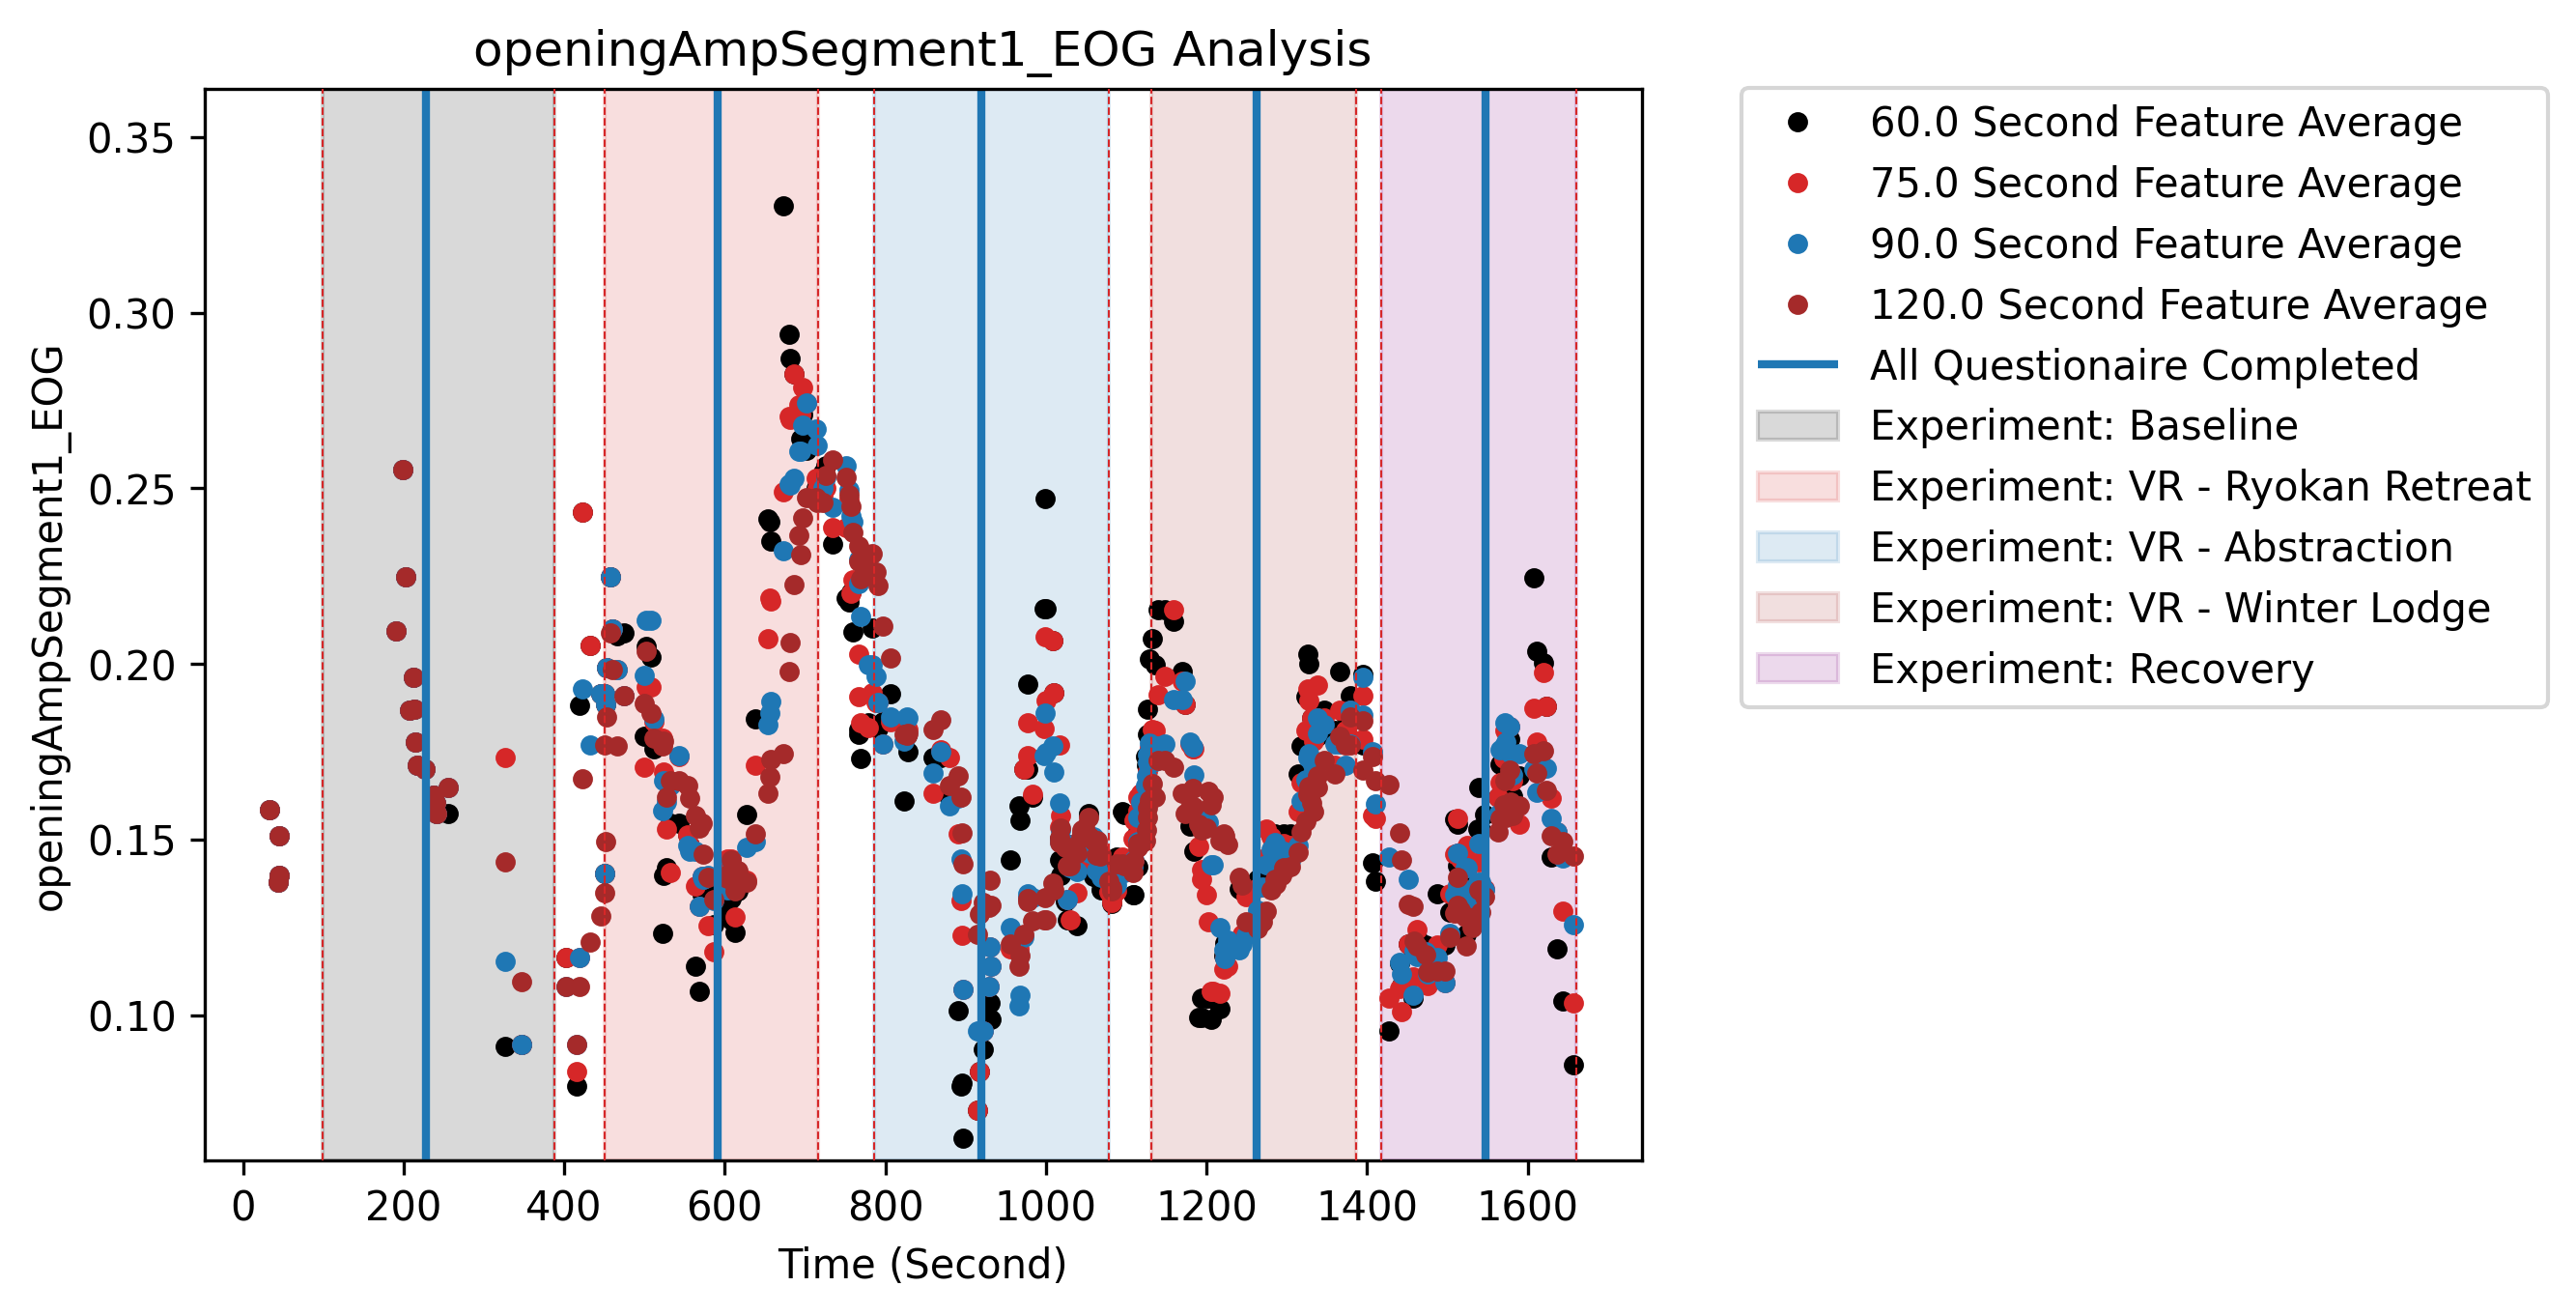 openingAmpSegment1_EOG Analysis
openingAmpSegment1_EOG
0.35
0.30
0.25
0.20
0.15
0.10
0 200 400 600 800 1000 1200 1400 1600
Time (Second)
60.0 Second Feature Average
75.0 Second Feature Average
90.0 Second Feature Average
120.0 Second Feature Average
All Questionaire Completed
Experiment: Baseline
Experiment: VR - Ryokan Retreat
Experiment: VR - Abstraction
Experiment: VR - Winter Lodge
Experiment: Recovery